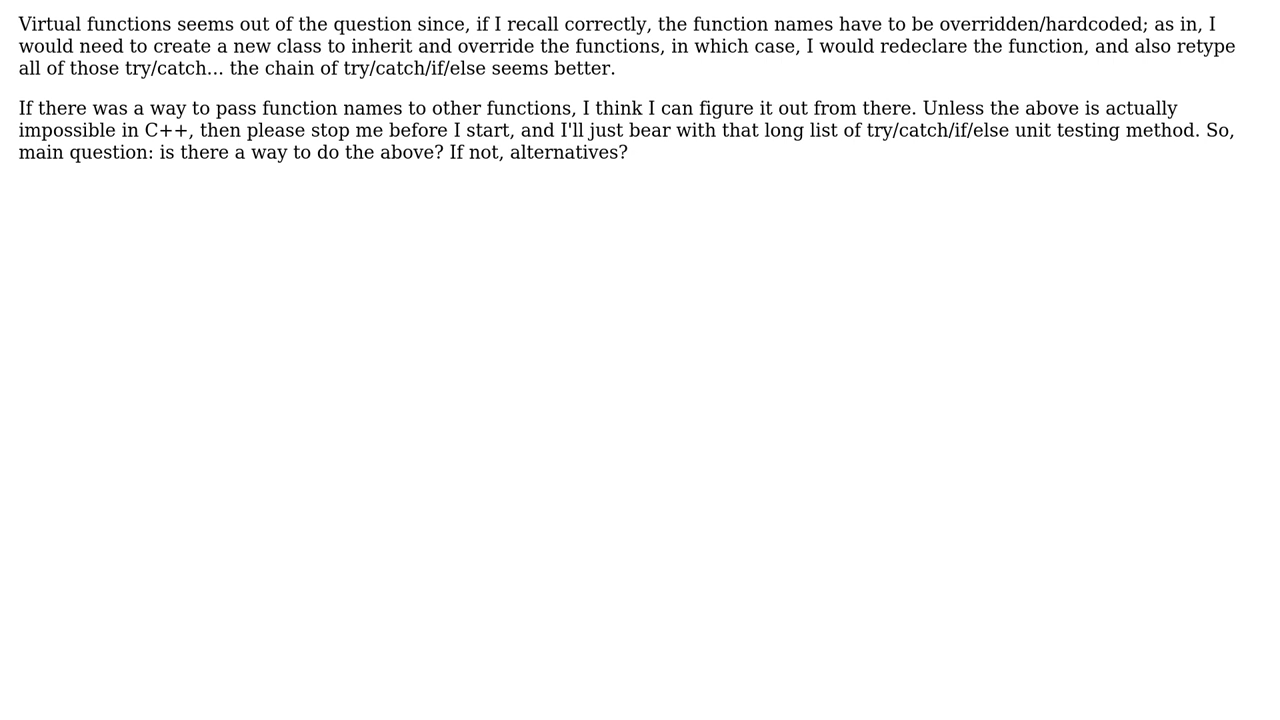 Virtual functions seems out of the question since, if I recall correctly, the function names have to be overridden/hardcoded; as in, I
would need to create a new class to inherit and override the functions, in which case, I would redeclare the function, and also retype
all of those try/catch... the chain of try/catch/if/else seems better.
If there was a way to pass function names to other functions, I think I can figure it out from there. Unless the above is actually
impossible in C++, then please stop me before I start, and I'll just bear with that long list of try/catch/if/else unit testing method. So,
main question: is there a way to do the above? If not, alternatives?